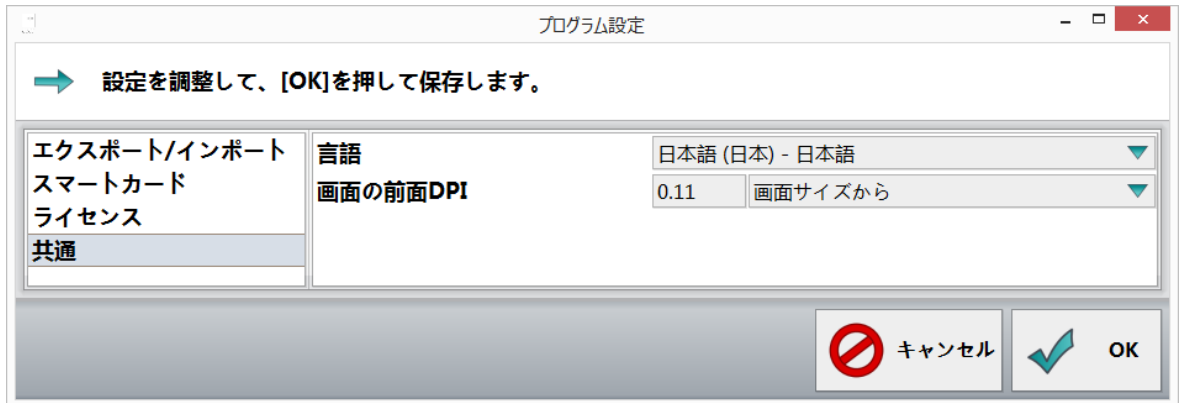 プログラム設定
設定を調整して、[OK]を押して保存します。
エクスポート/インポート
スマートカード
ライセンス
共通
言語
日本語 (日本) - 日本語
画面の前面DPI
0.11
画面サイズから
キャンセル
OK